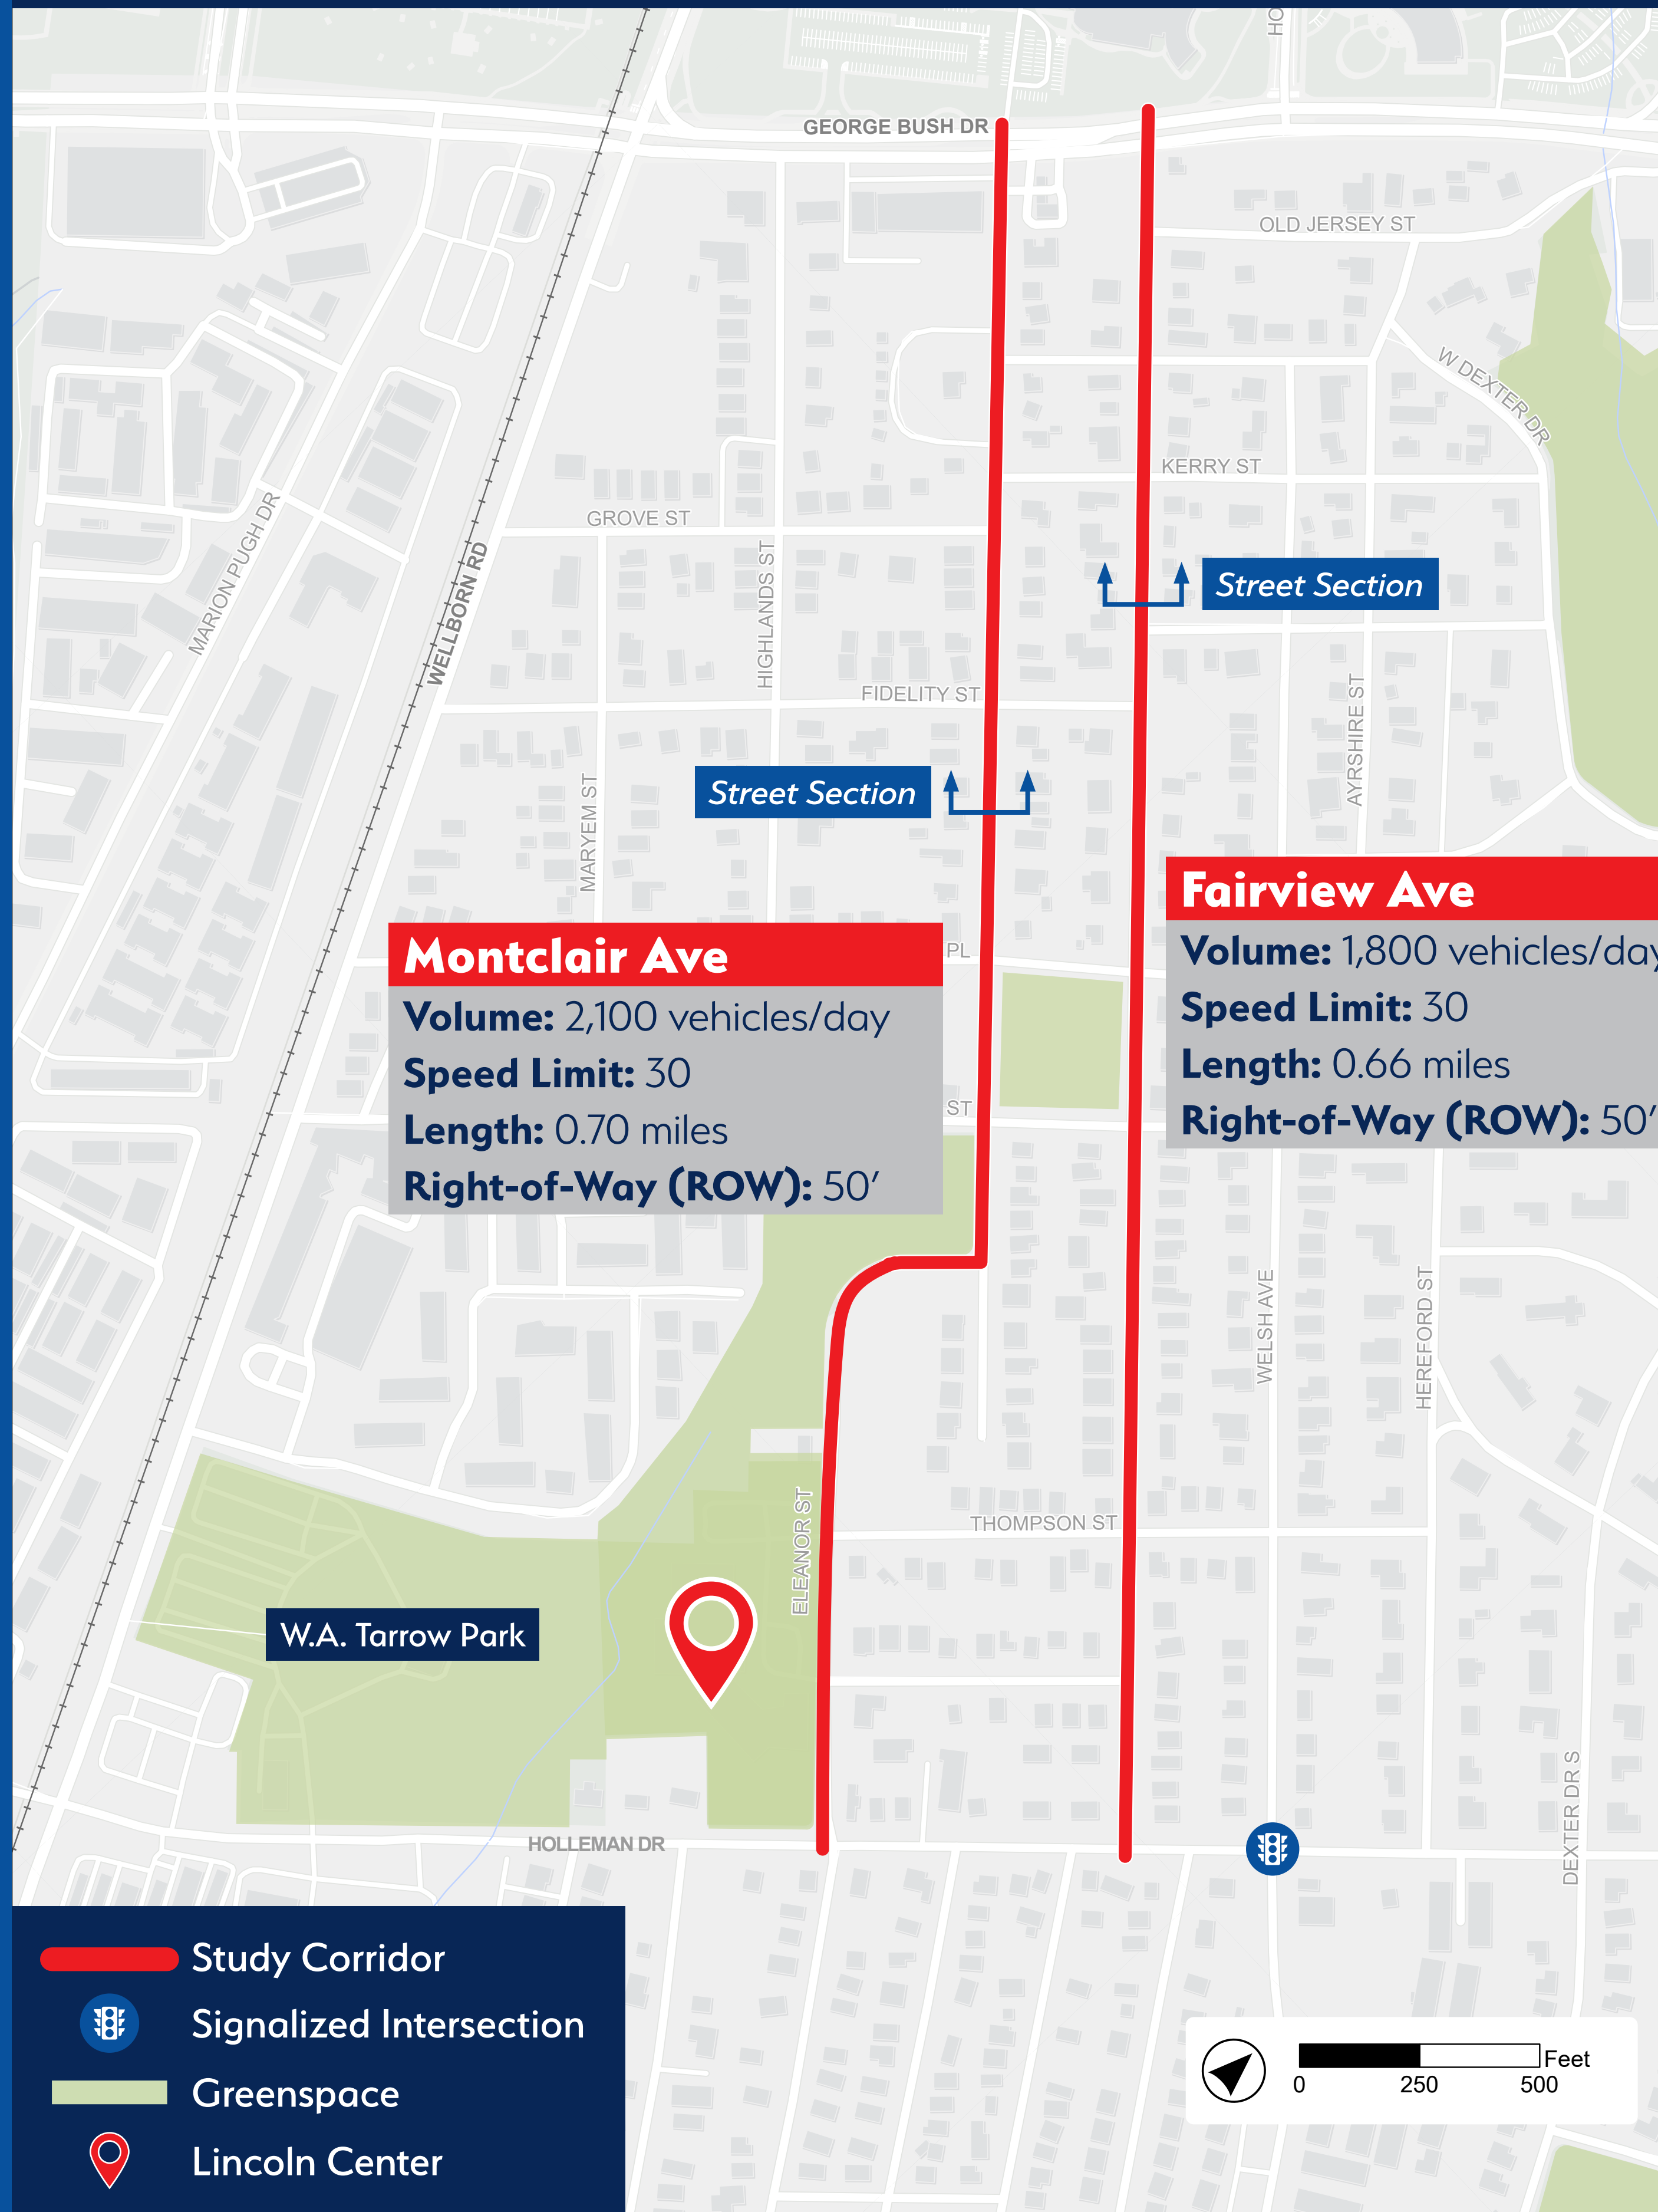 HO
GEORGE BUSH DR
OLD JERSEY ST
W DEXTER DR
KERRY ST
GROVE ST
MARION PUGH DR
WELLBORN RD
HIGHLANDS ST
Street Section
FIDELITY ST
AYRSHIRE ST
Street Section
MARYEM ST
Fairview Ave
Volume: 1,800 vehicles/day
Speed Limit: 30
Length: 0.66 miles
Right-of-Way (ROW): 50'
PL
Montclair Ave
Volume: 2,100 vehicles/day
Speed Limit: 30
Length: 0.70 miles
Right-of-Way (ROW): 50'
ST
WELSH AVE
HEREFORD ST
THOMPSON ST
ELEANOR ST
W.A. Tarrow Park
HOLLEMAN DR
DEXTER DR S
Study Corridor
Signalized Intersection
Greenspace
Lincoln Center
Feet
0 250 500